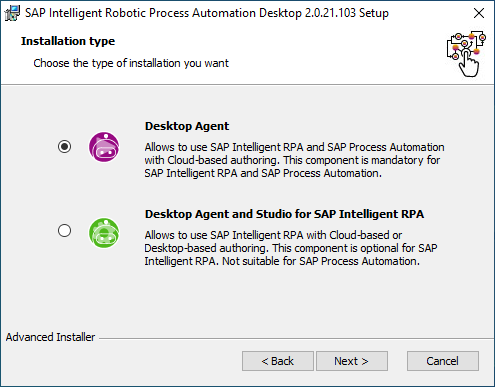 SAP Intelligent Robotic Process Automation Desktop 2.0.21.103 Setup
Installation type
Choose the type of installation you want
Desktop Agent
Allows to use SAP Intelligent RPA and SAP Process Automation
with Cloud-based authoring. This component is mandatory for
SAP Intelligent RPA and SAP Process Automation.
Desktop Agent and Studio for SAP Intelligent RPA
Allows to use SAP Intelligent RPA with Cloud-based or
Desktop-based authoring. This component is optional for SAP
Intelligent RPA. Not suitable for SAP Process Automation.
Advanced Installer
< Back
Next >
Cancel